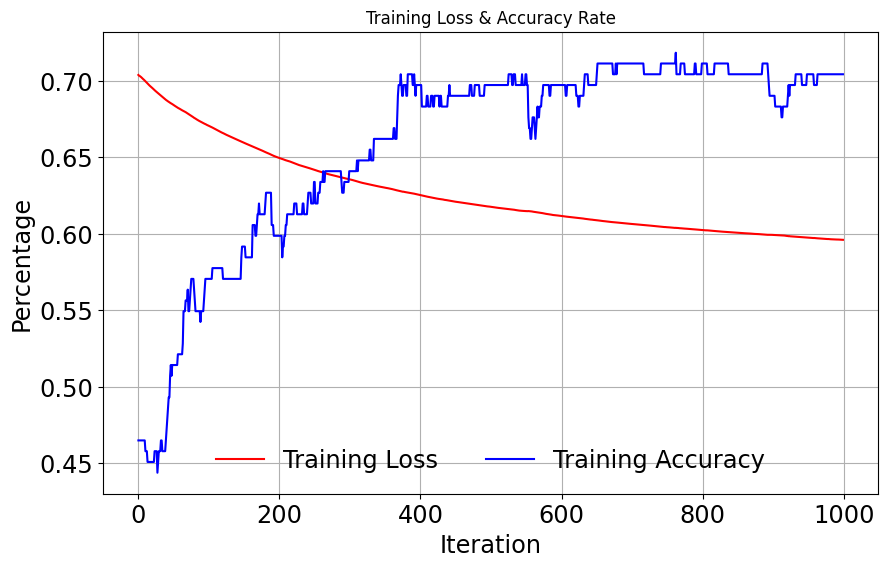 Training Loss & Accuracy Rate
Percentage
0.70
0.65
0.60
0.55
0.50
0.45
Training Loss Training Accuracy
0 200 400 600 800 1000
Iteration